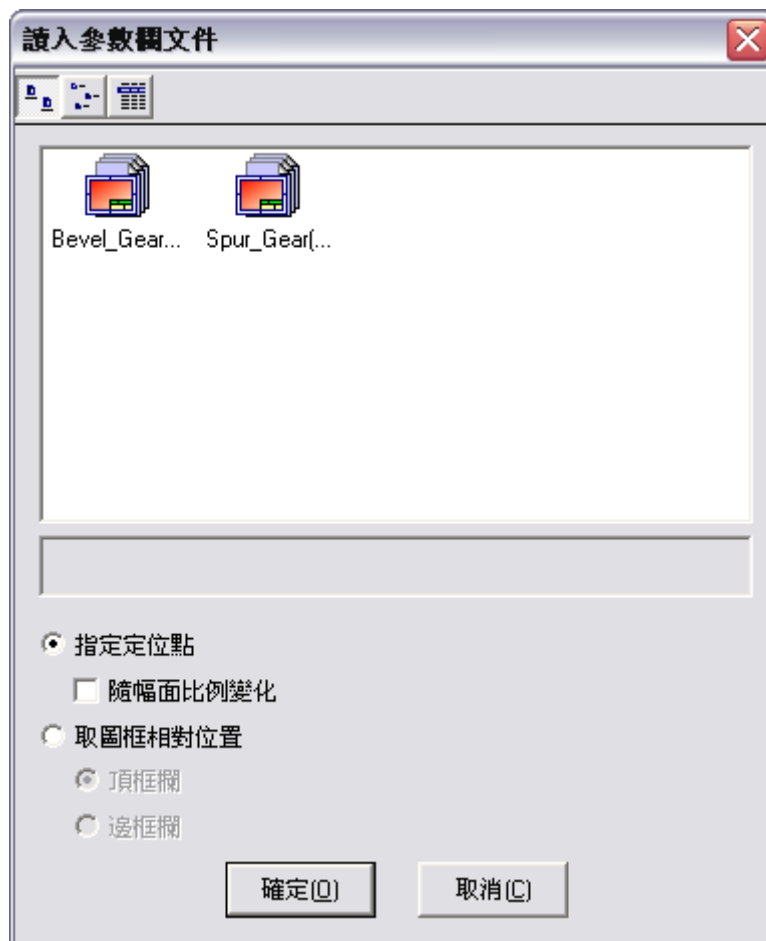 讀入參數欄文件
Bevel_Gear... Spur_Gear(...
指定定位點
隨幅面比例變化
取圖框相對位置
頂框欄
邊框欄
確定(O) 取消(C)